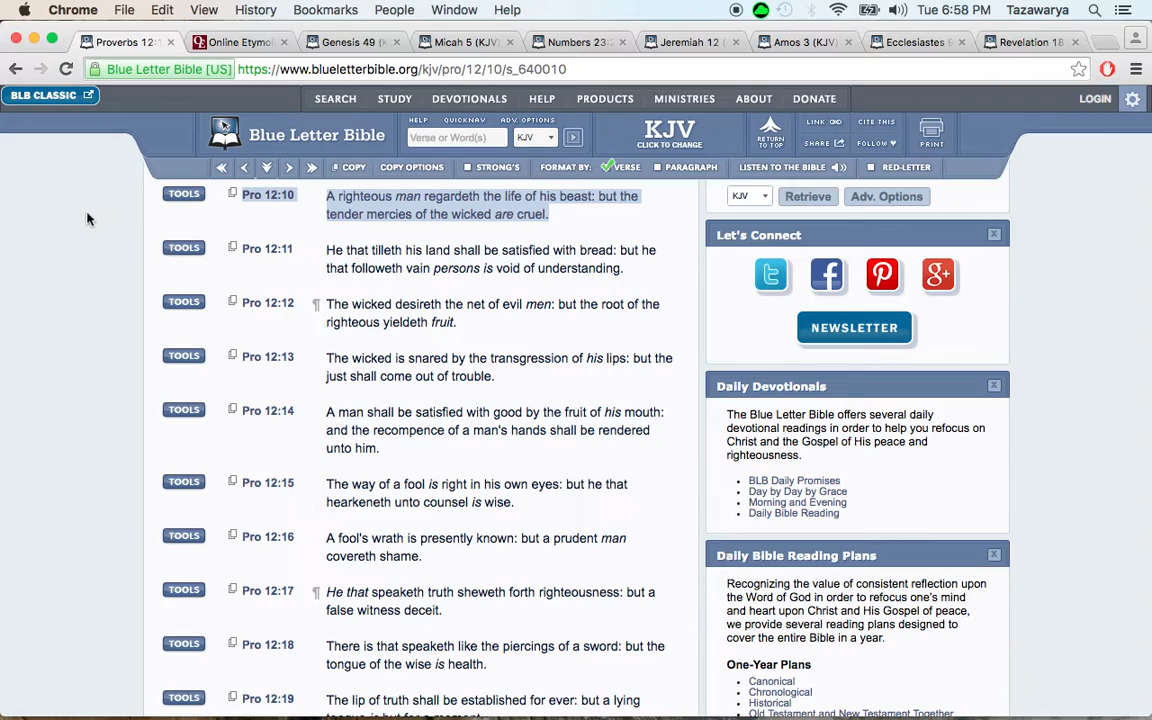 Chrome File Edit View History Bookmarks People Window Help Tue 6:58 PM Tazawarya
Proverbs 12:1 Online Etymolo Genesis 49 (K Micah 5 (KJV) Numbers 23:2 Jeremiah 12 ( Amos 3 (KJV) Ecclesiastes 9 Revelation 18
Blue Letter Bible [US] https://www.blueletterbible.org/kjv/pro/12/10/s_640010
BLB CLASSIC SEARCH STUDY DEVOTIONALS HELP PRODUCTS MINISTRIES ABOUT DONATE LOGIN
HELP QUICKNAV ADV. OPTIONS
Blue Letter Bible Verse or Word(s) KJV
KJV
CLICK TO CHANGE
RETURN TO TOP
LINK CITE THIS
SHARE FOLLOW
PRINT
COPY COPY OPTIONS STRONG'S FORMAT BY: VERSE PARAGRAPH LISTEN TO THE BIBLE RED-LETTER
TOOLS Pro 12:10 A righteous man regardeth the life of his beast: but the
tender mercies of the wicked are cruel.
TOOLS Pro 12:11 He that tilleth his land shall be satisfied with bread: but he
that followeth vain persons is void of understanding.
TOOLS Pro 12:12 ¶ The wicked desireth the net of evil men: but the root of the
righteous yieldeth fruit.
TOOLS Pro 12:13 The wicked is snared by the transgression of his lips: but the
just shall come out of trouble.
TOOLS Pro 12:14 A man shall be satisfied with good by the fruit of his mouth:
and the recompence of a man's hands shall be rendered
unto him.
TOOLS Pro 12:15 The way of a fool is right in his own eyes: but he that
hearkeneth unto counsel is wise.
TOOLS Pro 12:16 A fool's wrath is presently known: but a prudent man
covereth shame.
TOOLS Pro 12:17 ¶ He that speaketh truth sheweth forth righteousness: but a
false witness deceit.
TOOLS Pro 12:18 There is that speaketh like the piercings of a sword: but the
tongue of the wise is health.
TOOLS Pro 12:19 The lip of truth shall be established for ever: but a lying
tongue is but for a moment.
KJV Retrieve Adv. Options
Let's Connect
NEWSLETTER
Daily Devotionals
The Blue Letter Bible offers several daily
devotional readings in order to help you refocus on
Christ and the Gospel of His peace and
righteousness.
BLB Daily Promises
Day by Day by Grace
Morning and Evening
Daily Bible Reading
Daily Bible Reading Plans
Recognizing the value of consistent reflection upon
the Word of God in order to refocus one's mind
and heart upon Christ and His Gospel of peace,
we provide several reading plans designed to
cover the entire Bible in a year.
One-Year Plans
Canonical
Chronological
Historical
Old Testament and New Testament Together